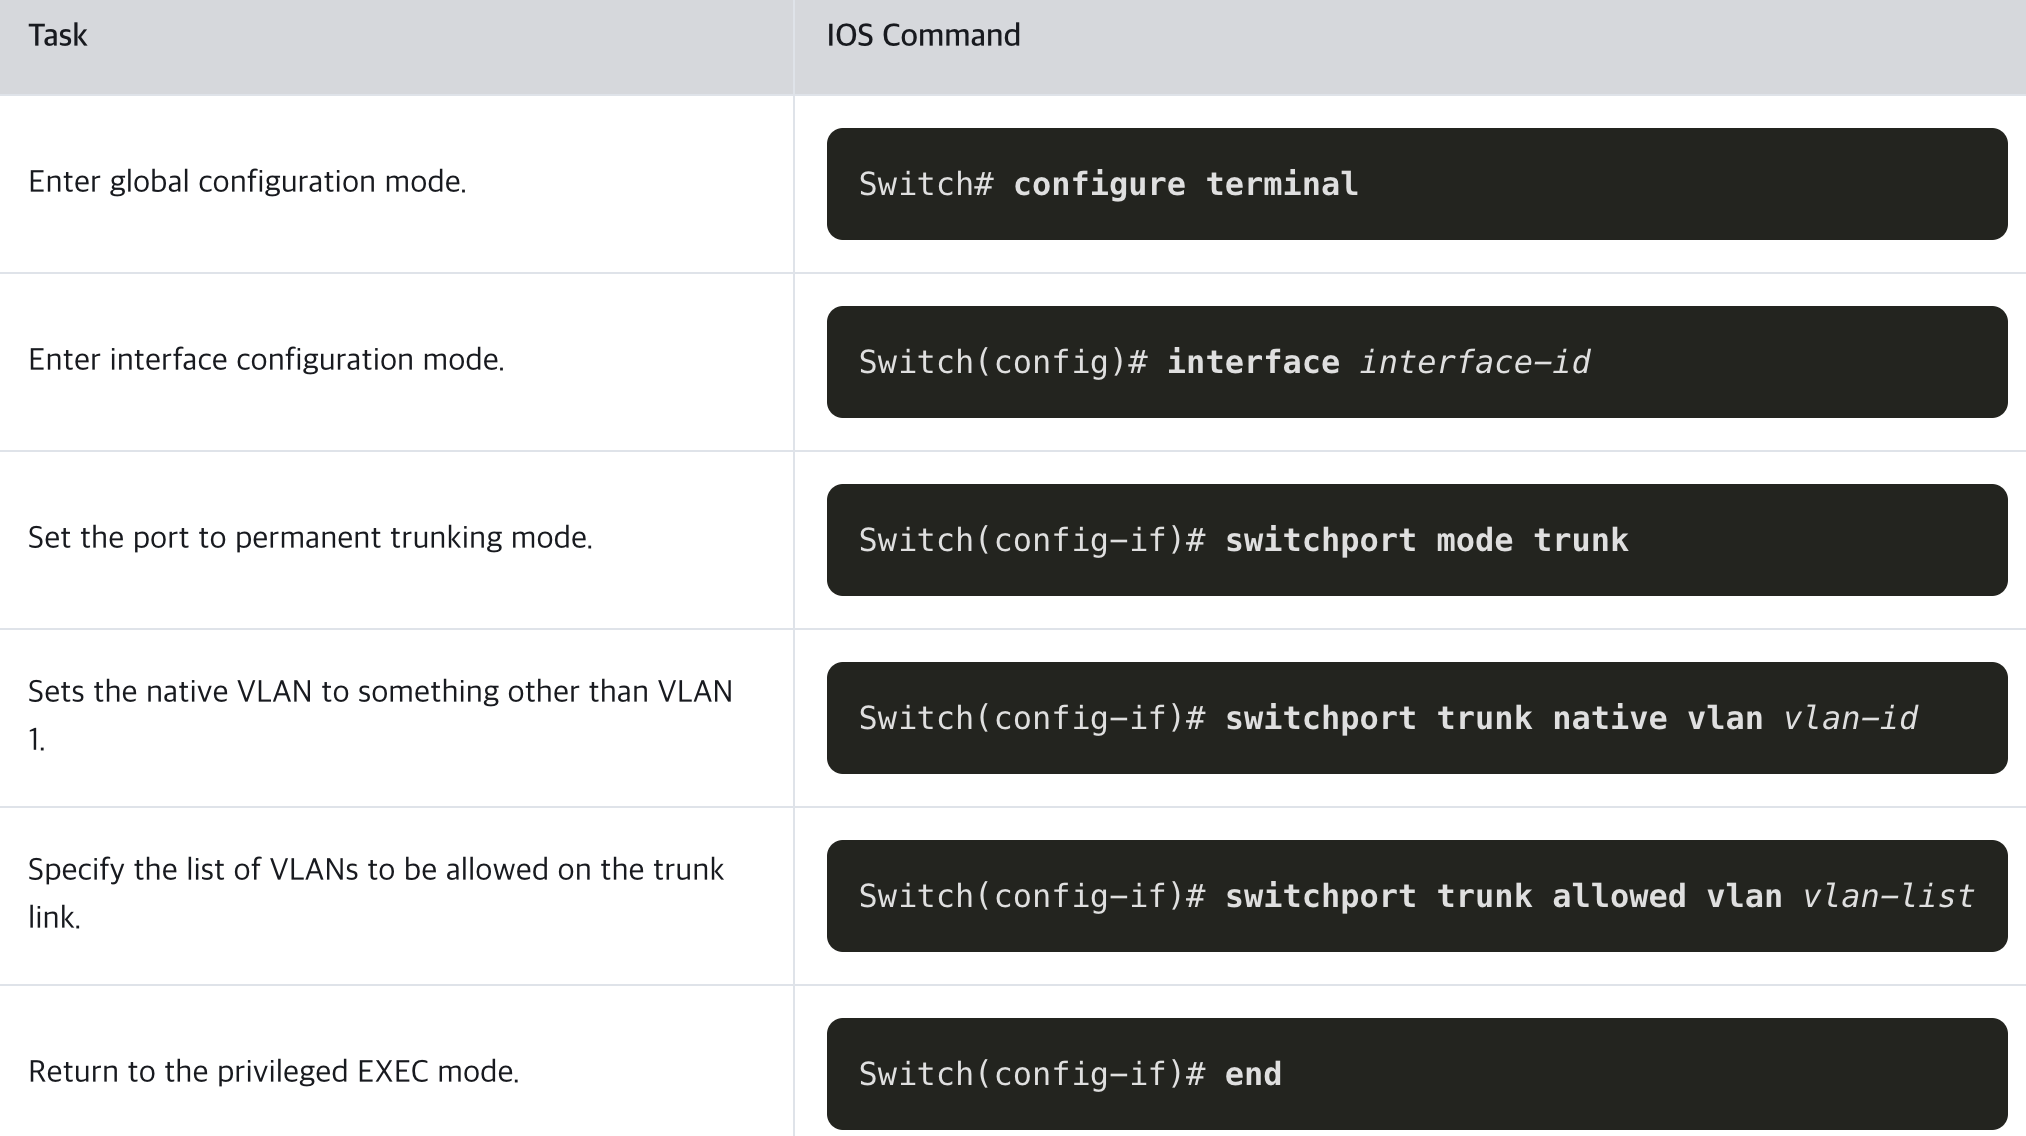 Task
IOS Command
Enter global configuration mode.
Switch# configure terminal
Enter interface configuration mode.
Switch(config)# interface interface-id
Set the port to permanent trunking mode.
Switch(config-if)# switchport mode trunk
Sets the native VLAN to something other than VLAN
1.
Switch(config-if)# switchport trunk native vlan vlan-id
Specify the list of VLANs to be allowed on the trunk
link.
Switch(config-if)# switchport trunk allowed vlan vlan-list
Return to the privileged EXEC mode.
Switch(config-if)# end